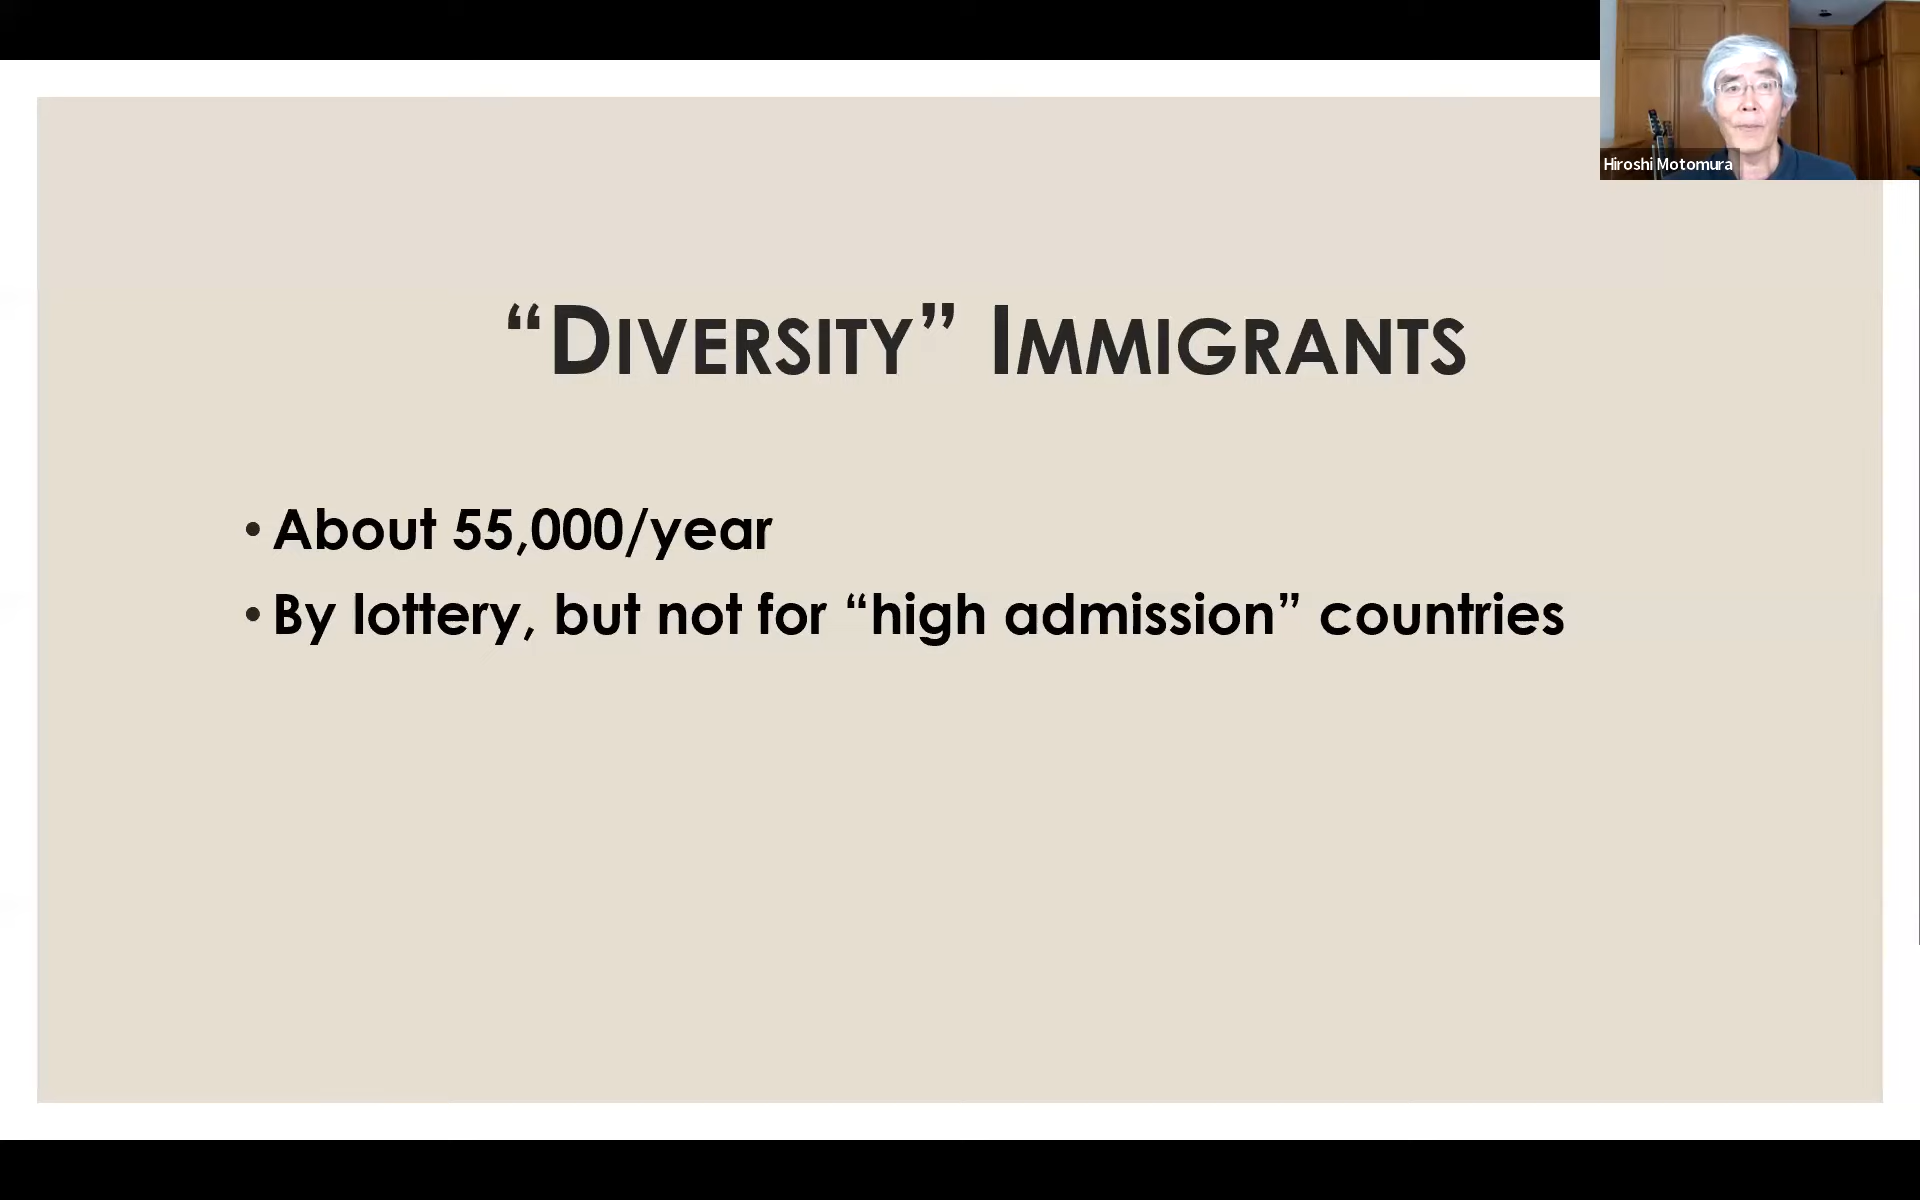 Hiroshi Motomura
“DIVERSITY” IMMIGRANTS
• About 55,000/year
• By lottery, but not for “high admission” countries